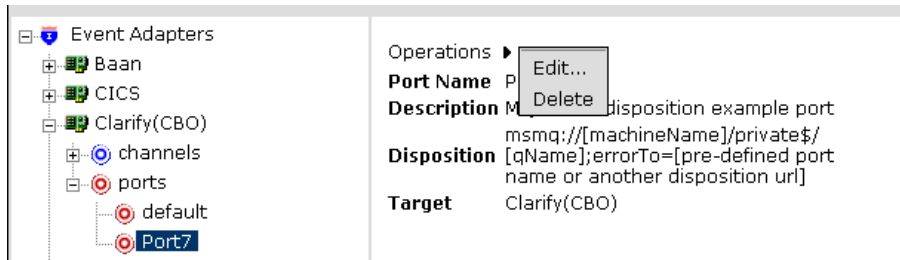 Event Adapters
Baan
CICS
Clarify(CBO)
channels
ports
default
Port7
Operations
Edit...
Delete
Port Name P
Description M disposition example port
Disposition msmq://[machineName]/private$/
[qName];errorTo=[pre-defined port
name or another disposition url]
Target Clarify(CBO)